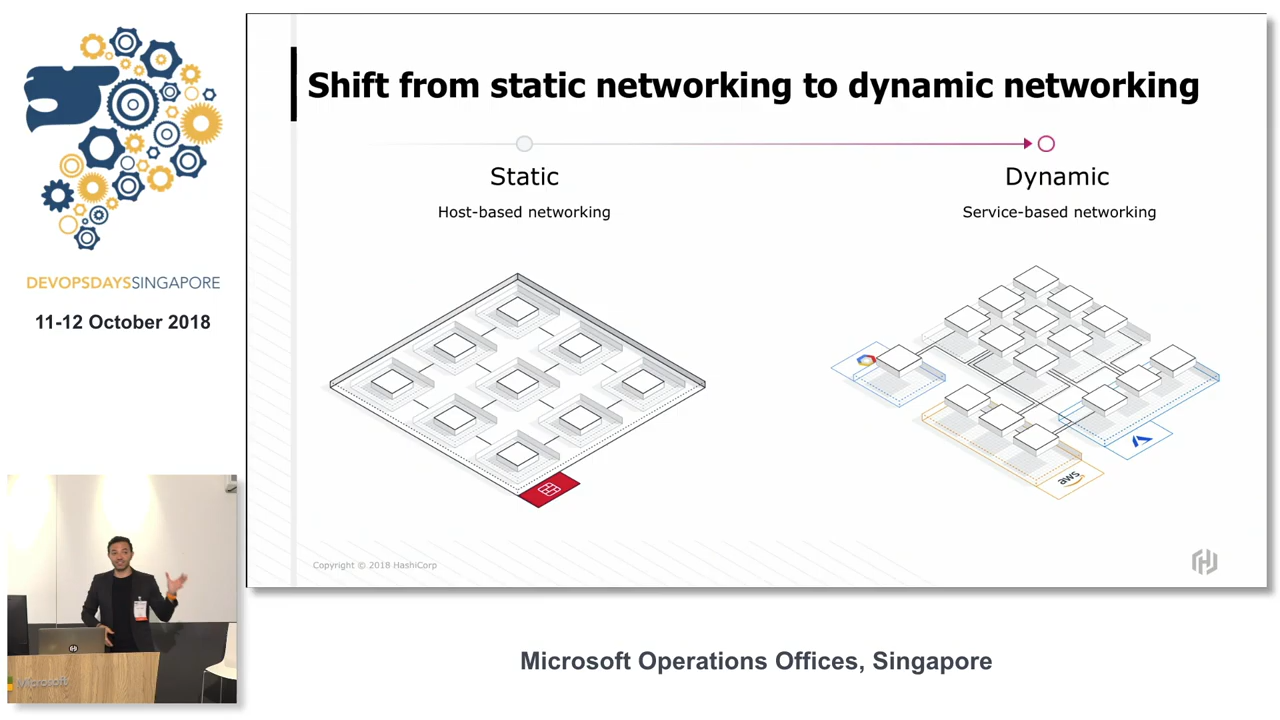 DEVOPSDAYSSINGAPORE
11-12 October 2018
Shift from static networking to dynamic networking
Static
Host-based networking
Dynamic
Service-based networking
aws
Copyright © 2018 HashiCorp
Microsoft
Microsoft Operations Offices, Singapore